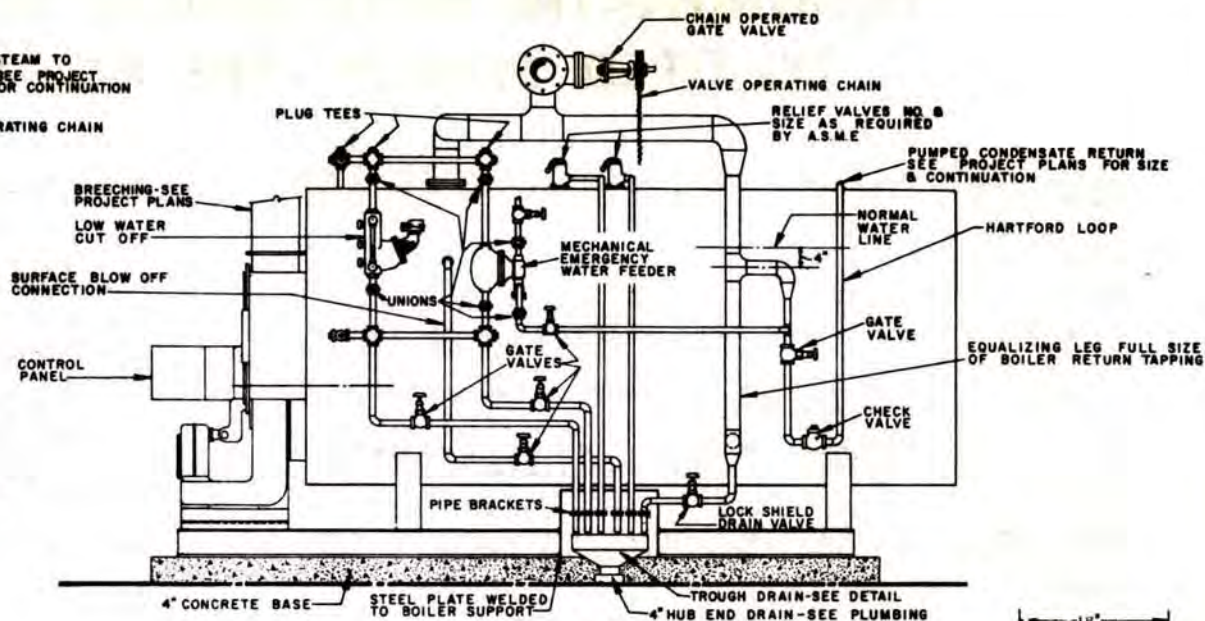 CHAIN OPERATED
GATE VALVE
STEAM TO
SEE PROJECT
OR CONTINUATION
VALVE OPERATING CHAIN
RATING CHAIN
PLUG TEES
RELIEF VALVES NO. &
SIZE AS REQUIRED
BY A.S.M.E
PUMPED CONDENSATE RETURN
SEE PROJECT PLANS FOR SIZE
& CONTINUATION
BREECHING-SEE
PROJECT PLANS
LOW WATER
CUT OFF
NORMAL
WATER
LINE
HARTFORD LOOP
4"
MECHANICAL
EMERGENCY
WATER FEEDER
SURFACE BLOW OFF
CONNECTION
UNIONS
GATE
VALVE
EQUALIZING LEG FULL SIZE
OF BOILER RETURN TAPPING
CONTROL
PANEL
GATE
VALVES
CHECK
VALVE
PIPE BRACKETS
LOCK SHIELD
DRAIN VALVE
4" CONCRETE BASE
STEEL PLATE WELDED
TO BOILER SUPPORT
TROUGH DRAIN-SEE DETAIL
4" HUB END DRAIN-SEE PLUMBING